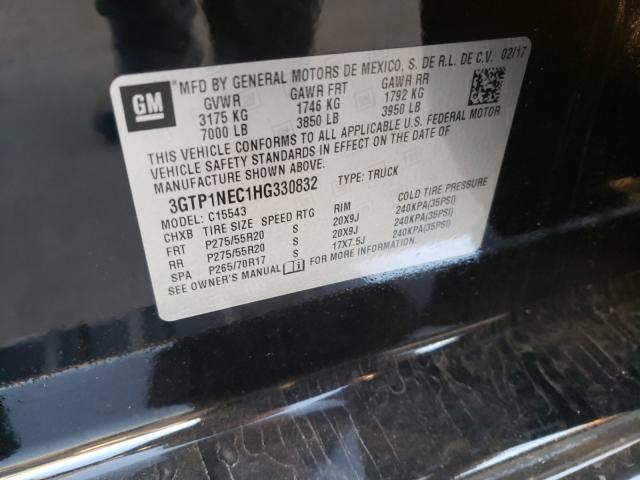 GM
MFD BY GENERAL MOTORS DE MEXICO, S. DE R.L. DE C.V. 02/17
GVWR GAWR FRT GAWR RR
3175 KG 1746 KG 1792 KG
7000 LB 3850 LB 3950 LB
THIS VEHICLE CONFORMS TO ALL APPLICABLE U.S. FEDERAL MOTOR
VEHICLE SAFETY STANDARDS IN EFFECT ON THE DATE OF
MANUFACTURE SHOWN ABOVE.
3GTP1NEC1HG330832 TYPE: TRUCK
MODEL: C15543 COLD TIRE PRESSURE
CHXB TIRE SIZE SPEED RTG RIM 240KPA(35PSI)
FRT P275/55R20 S 20X9J 240KPA(35PSI)
RR P275/55R20 S 20X9J 240KPA(35PSI)
SPA P265/70R17 S 17X7.5J
SEE OWNER'S MANUAL